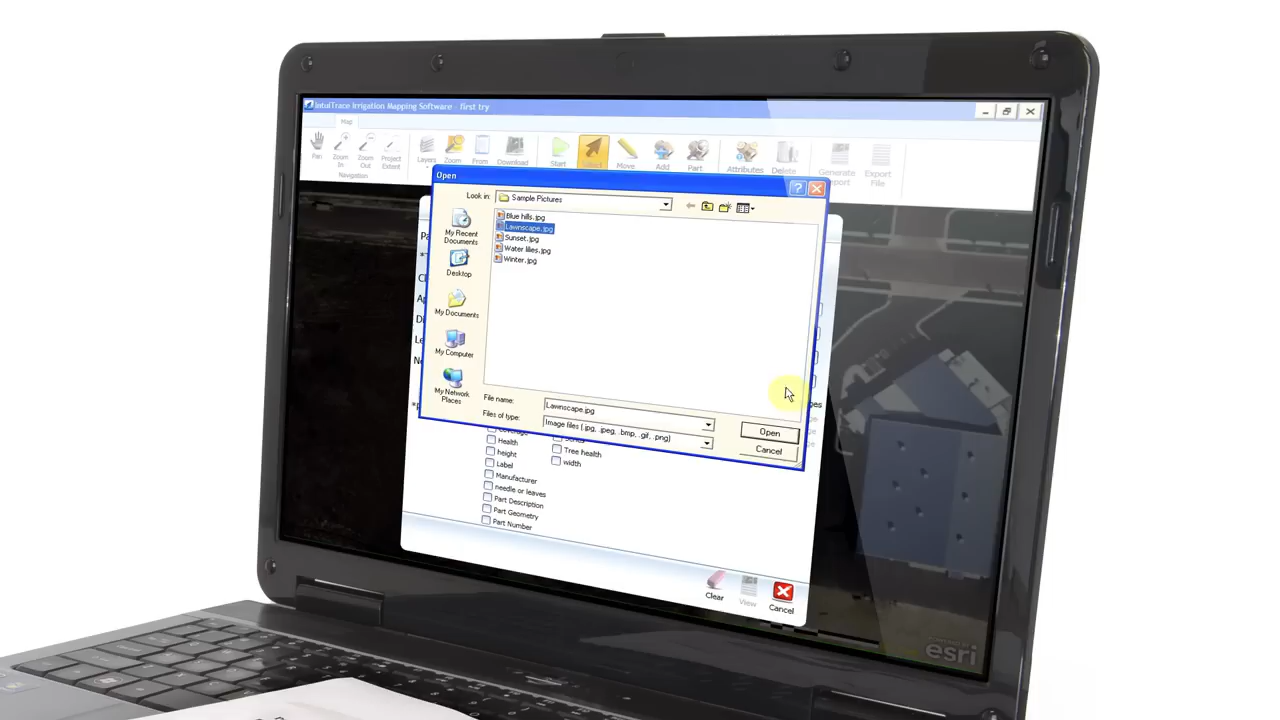 IntuiTrace Irrigation Mapping Software - first try
Map
Pan
Zoom In
Zoom Out
Project Extent
Navigation
Layers
Zoom
From
Download
Start
Select
Move
Add
Part
Attributes
Delete
Generate
Export File
Open
Look in:
Sample Pictures
My Recent Documents
Desktop
My Documents
My Computer
My Network Places
Blue hills.jpg
Lawnscape.jpg
Sunset.jpg
Water lilies.jpg
Winter.jpg
File name:
Lawnscape.jpg
Files of type:
Image files (.jpg, .jpeg, .bmp, .gif, .png)
Open
Cancel
Health
height
Label
Manufacturer
needle or leaves
Part Description
Part Geometry
Part Number
Tree health
width
Clear
View
Cancel
POWERED BY
esri